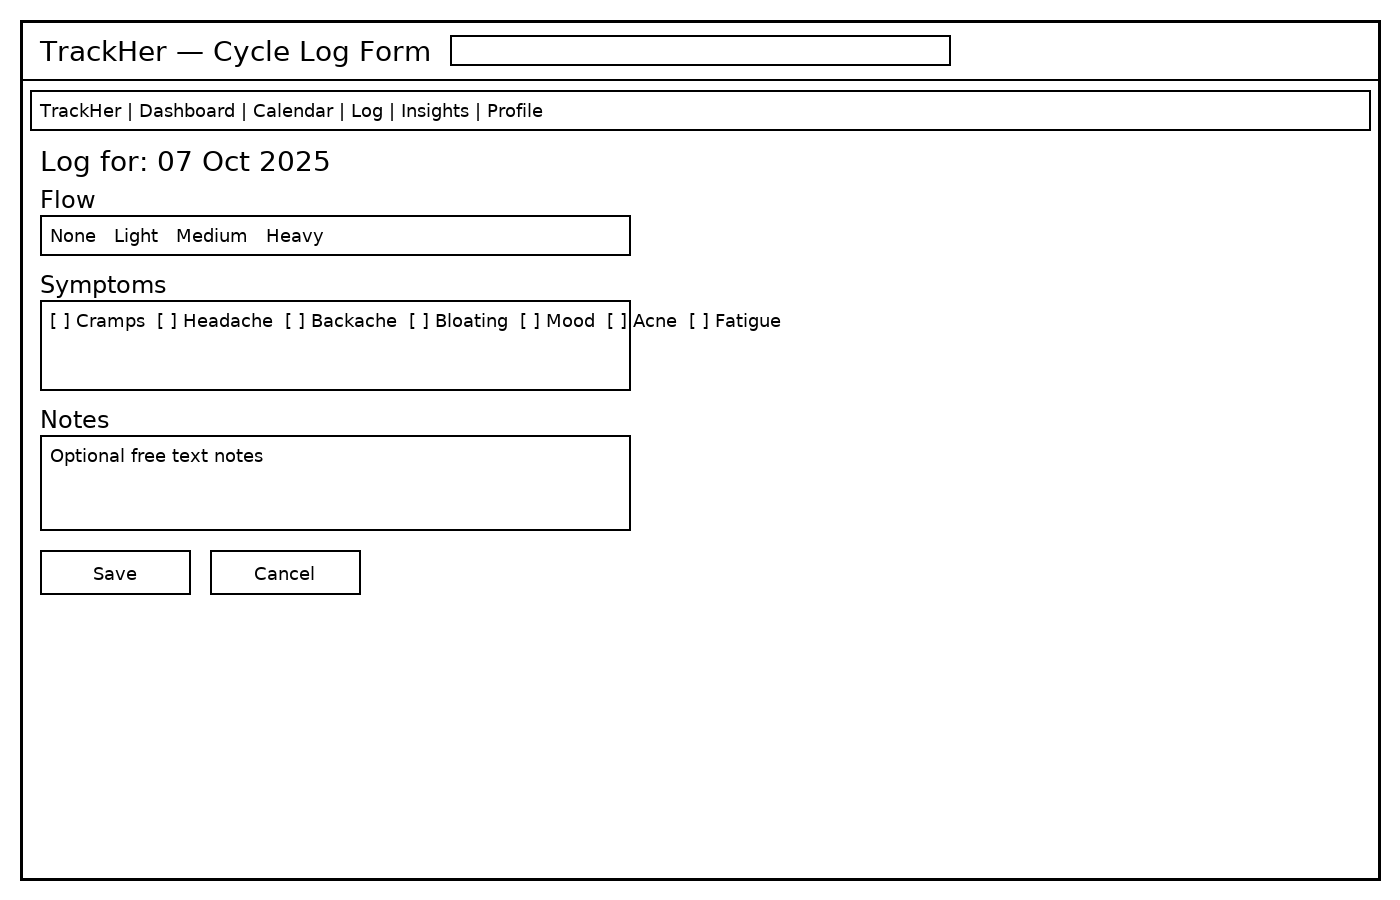 TrackHer — Cycle Log Form
TrackHer | Dashboard | Calendar | Log | Insights | Profile
Log for: 07 Oct 2025
Flow
None Light Medium Heavy
Symptoms
[ ] Cramps [ ] Headache [ ] Backache [ ] Bloating [ ] Mood [ ] Acne [ ] Fatigue
Notes
Optional free text notes
Save Cancel